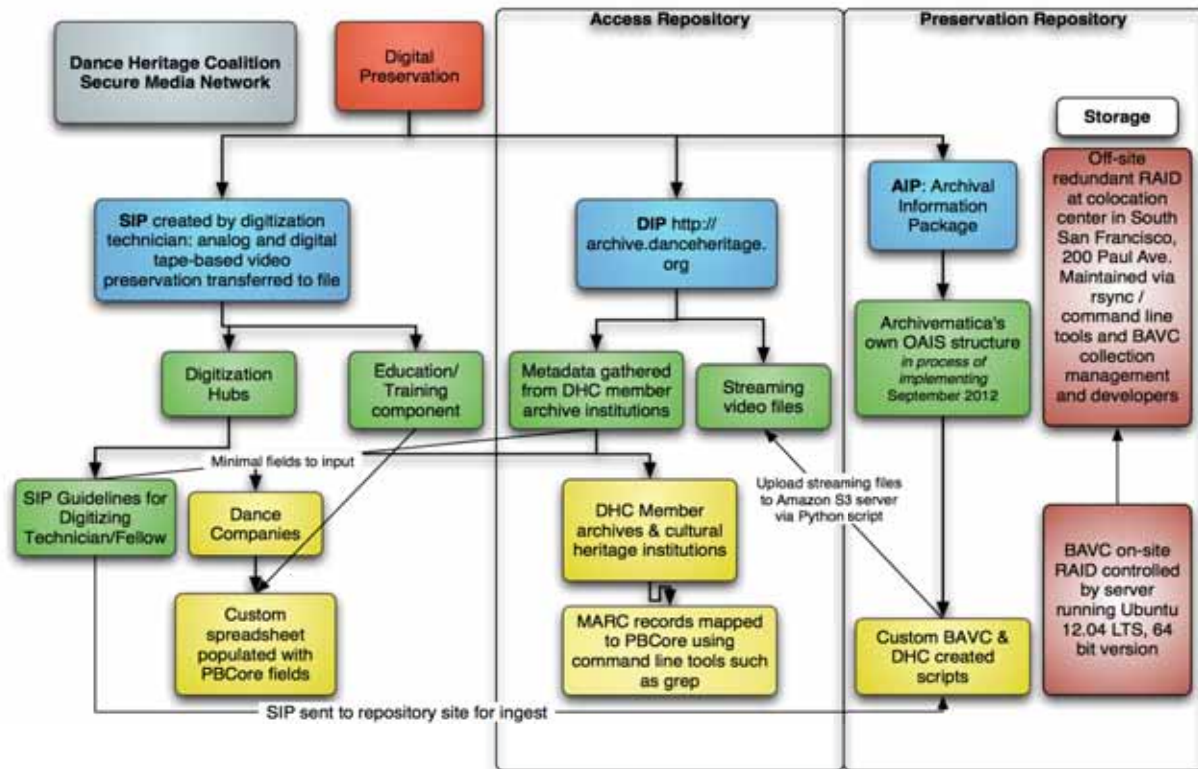 Access Repository
Preservation Repository
Dance Heritage Coalition
Secure Media Network
Digital
Preservation
Storage
SIP created by digitization
technician: analog and digital
tape-based video
preservation transferred to file
DIP http://
archive.danceheritage.
org
AIP: Archival
Information
Package
Off-site
redundant RAID
at colocation
center in South
San Francisco,
200 Paul Ave.
Maintained via
rsync /
command line
tools and BAVC
collection
management
and developers
Digitization
Hubs
Education/
Training
component
Metadata gathered
from DHC member
archive institutions
Streaming
video files
Archivematica's
own OAIS structure
in process of
implementing
September 2012
Minimal fields to input
SIP Guidelines for
Digitizing
Technician/Fellow
Dance
Companies
DHC Member
archives & cultural
heritage institutions
Upload streaming files
to Amazon S3 server
via Python script
BAVC on-site
RAID controlled
by server
running Ubuntu
12.04 LTS, 64
bit version
Custom
spreadsheet
populated with
PBCore fields
MARC records mapped
to PBCore using
command line tools such
as grep
Custom BAVC &
DHC created
scripts
SIP sent to repository site for ingest